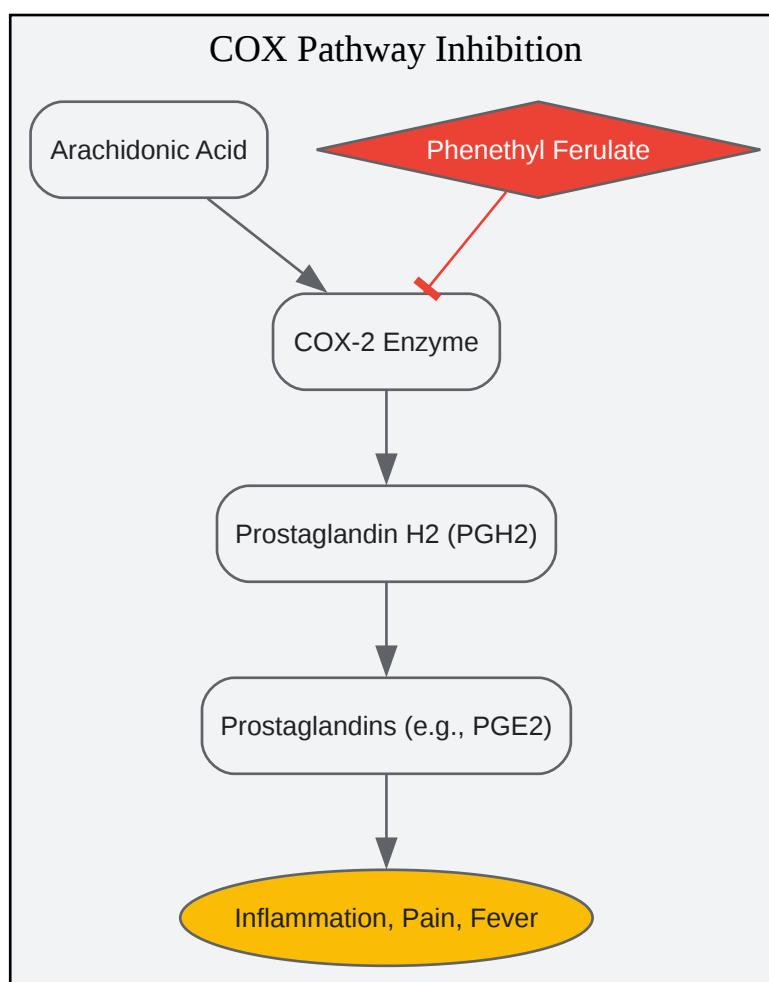 COX Pathway Inhibition
Arachidonic Acid
Phenethyl Ferulate
COX-2 Enzyme
Prostaglandin H2 (PGH2)
Prostaglandins (e.g., PGE2)
Inflammation, Pain, Fever